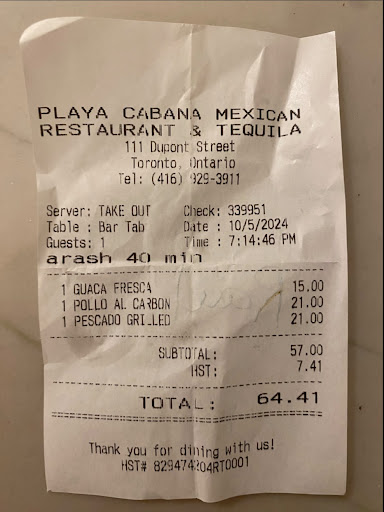 PLAYA CABANA MEXICAN
RESTAURANT & TEQUILA
111 Dupont Street
Toronto, Ontario
Tel: (416) 929-3911
Server: TAKE OUT Check: 339951
Table : Bar Tab Date : 10/5/2024
Guests: 1 Time : 7:14:46 PM
arash 40 min
1 GUACA FRESCA 15.00
1 POLLO AL CARBON 21.00
1 PESCADO GRILLED 21.00
SUBTOTAL: 57.00
HST: 7.41
TOTAL: 64.41
Thank you for dining with us!
HST# 829474204RT0001